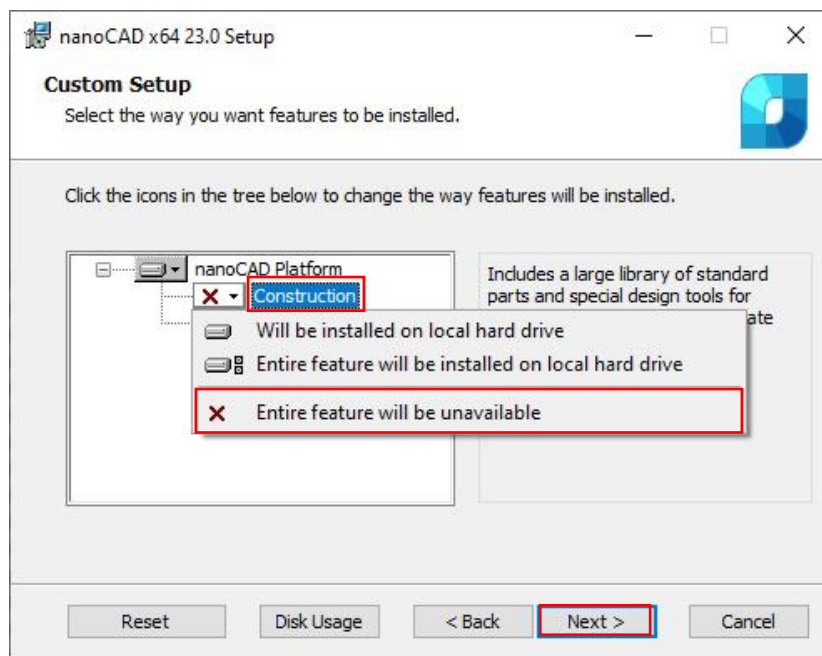 nanoCAD x64 23.0 Setup
Custom Setup
Select the way you want features to be installed.
Click the icons in the tree below to change the way features will be installed.
nanoCAD Platform
Construction
Includes a large library of standard
parts and special design tools for
ate
Will be installed on local hard drive
Entire feature will be installed on local hard drive
Entire feature will be unavailable
Reset
Disk Usage
< Back
Next >
Cancel